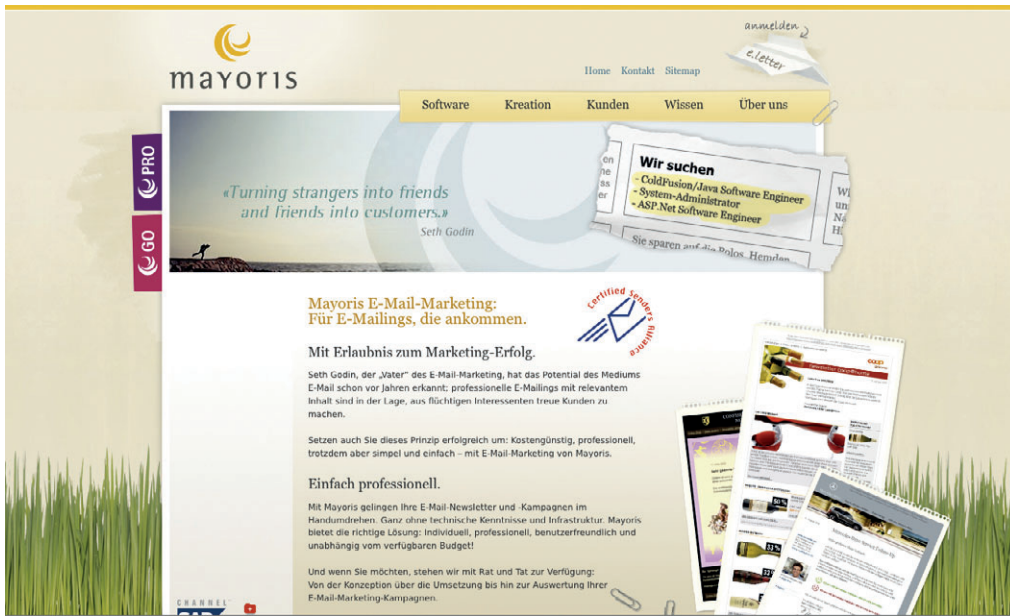 anmelden
e.letter
mayoris
Home Kontakt Sitemap
Software Kreation Kunden Wissen Über uns
PRO
GO
«Turning strangers into friends
and friends into customers.»
Seth Godin
Wir suchen
- ColdFusion/Java Software Engineer
- System-Administrator
- ASP.Net Software Engineer
Sie sparen auf die Polos, Hemden
Certified Senders Alliance
Mayoris E-Mail-Marketing:
Für E-Mailings, die ankommen.
Mit Erlaubnis zum Marketing-Erfolg.
Seth Godin, der „Vater“ des E-Mail-Marketing, hat das Potential des Mediums
E-Mail schon vor Jahren erkannt: professionelle E-Mailings mit relevantem
Inhalt sind in der Lage, aus flüchtigen Interessenten treue Kunden zu
machen.
Setzen auch Sie dieses Prinzip erfolgreich um: Kostengünstig, professionell,
trotzdem aber simpel und einfach – mit E-Mail-Marketing von Mayoris.
Einfach professionell.
Mit Mayoris gelingen Ihre E-Mail-Newsletter und -Kampagnen im
Handumdrehen. Ganz ohne technische Kenntnisse und Infrastruktur. Mayoris
bietet die richtige Lösung: Individuell, professionell, benutzerfreundlich und
unabhängig vom verfügbaren Budget!
Und wenn Sie möchten, stehen wir mit Rat und Tat zur Verfügung:
Von der Konzeption über die Umsetzung bis hin zur Auswertung Ihrer
E-Mail-Marketing-Kampagnen.
CHANNEL